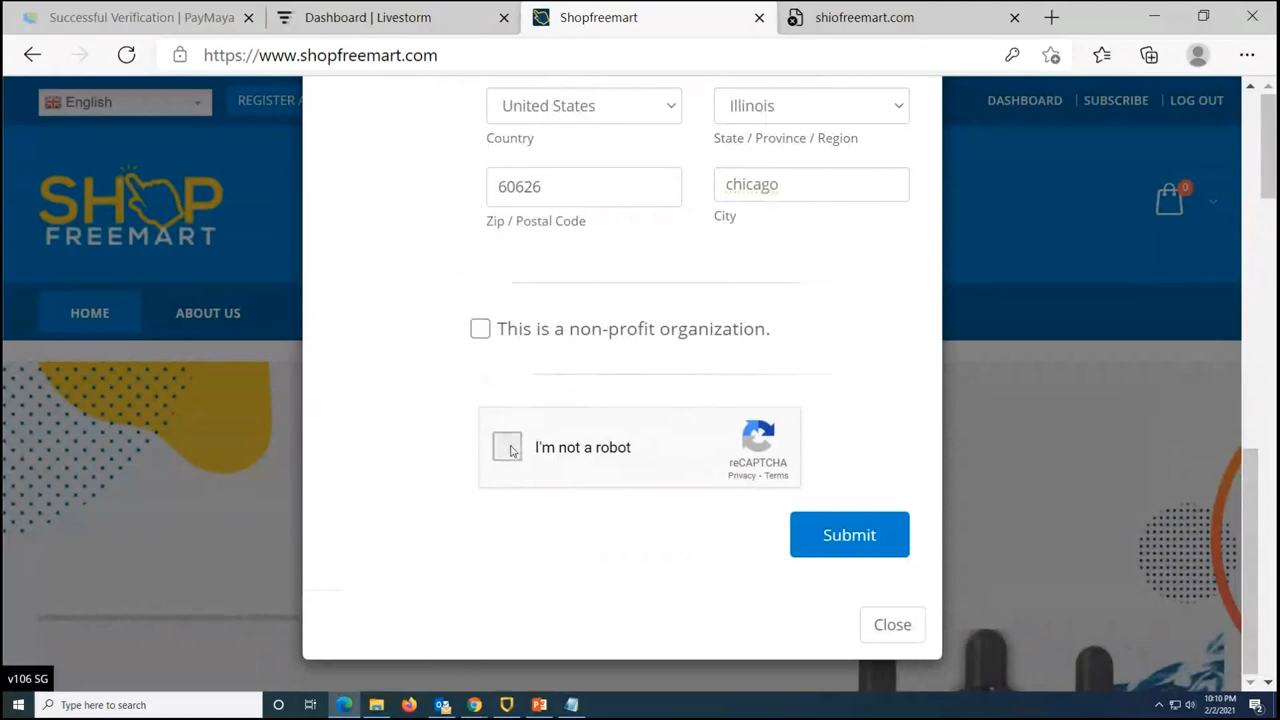 Successful Verification | PayMaya
Dashboard | Livestorm
Shopfreemart
shiofreemart.com
https://www.shopfreemart.com
English
REGISTER A
DASHBOARD | SUBSCRIBE | LOG OUT
SHOP
FREEMART
0
HOME
ABOUT US
United States
Illinois
Country
State / Province / Region
60626
chicago
Zip / Postal Code
City
This is a non-profit organization.
I'm not a robot
reCAPTCHA
Privacy - Terms
Submit
Close
v106 SG
Type here to search
10:10 PM
2/2/2021
2